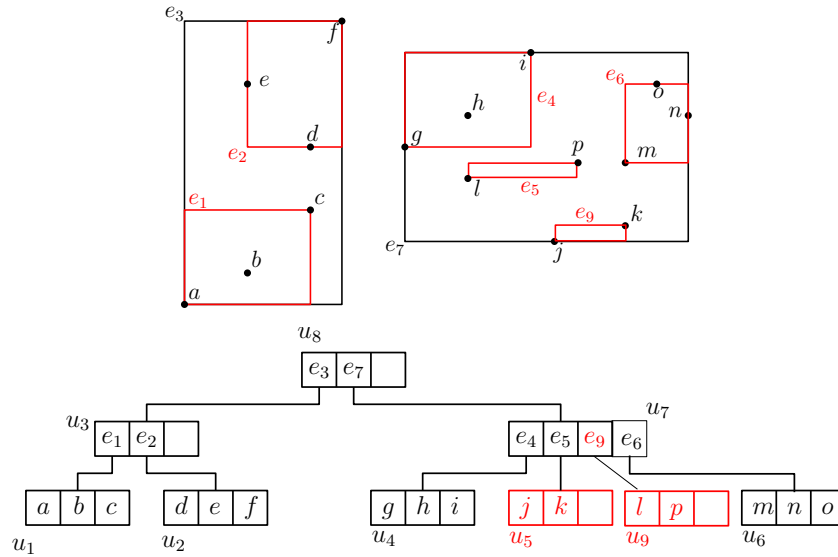 e₃
f
i
e
e₄
e₆
o
h
n
g
d
p
m
e₂
l
e₅
e₁
c
e₉
k
b
e₇
j
a
u₈
e₃ e₇
u₃
u₇
e₁ e₂
e₄ e₅ e₉ e₆
a b c
d e f
g h i
j k
l p
m n o
u₁
u₂
u₄
u₅
u₉
u₆